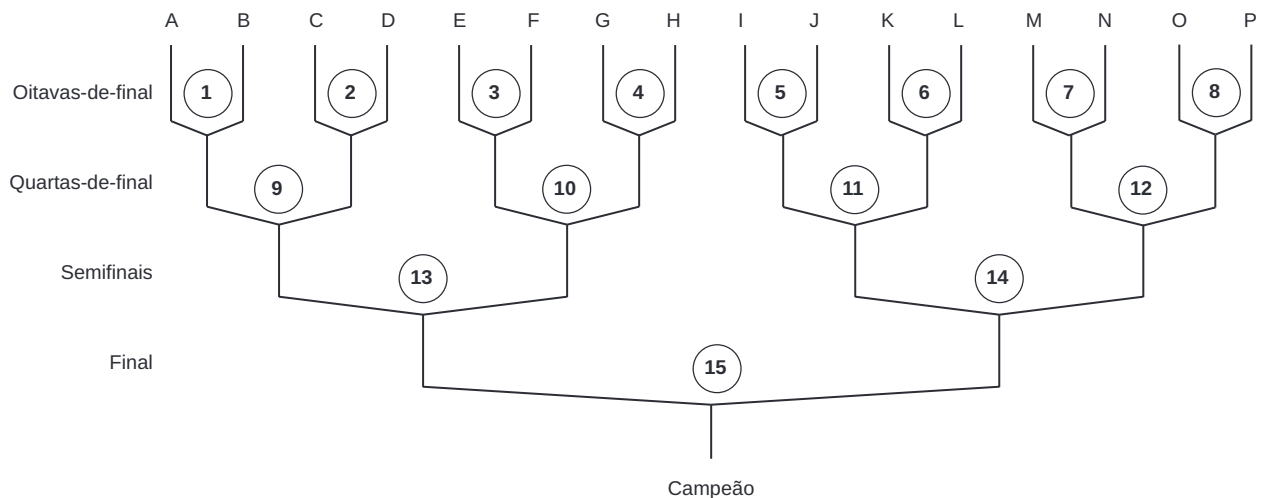 A B C D E F G H I J K L M N O P
Oitavas-de-final 1 2 3 4 5 6 7 8
Quartas-de-final 9 10 11 12
Semifinais 13 14
Final 15
Campeão